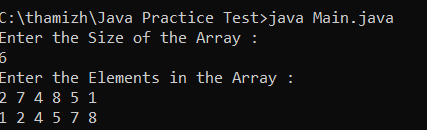 C:\thamizh\Java Practice Test>java Main.java
Enter the Size of the Array :
6
Enter the Elements in the Array :
2 7 4 8 5 1
1 2 4 5 7 8